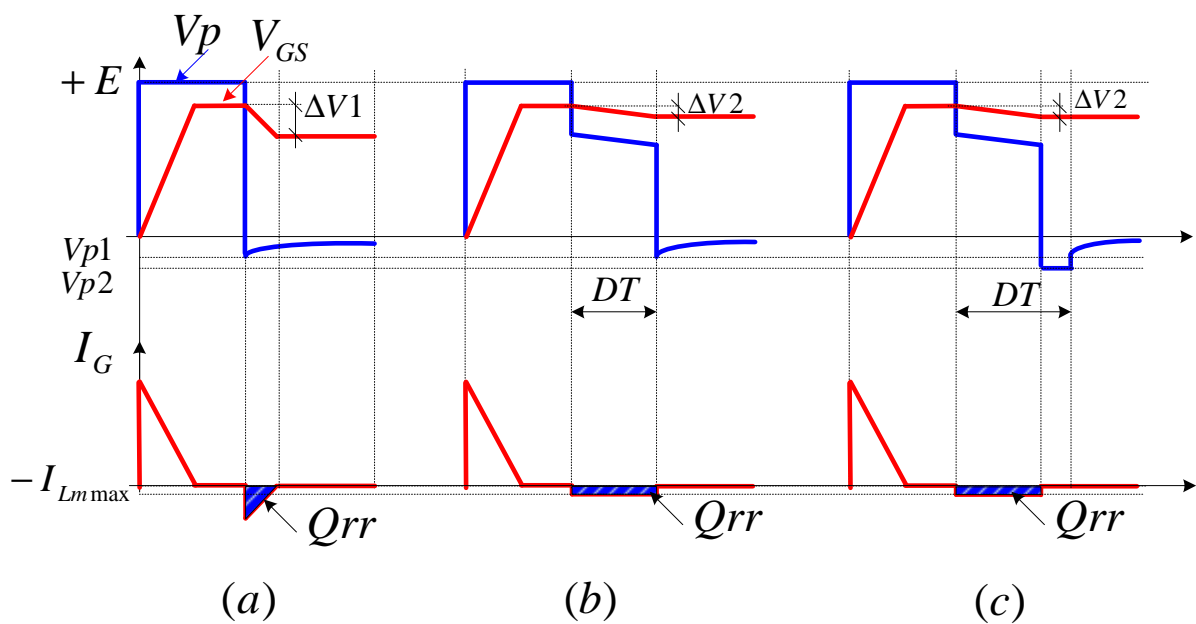 Vp
V_GS
+ E
ΔV1
ΔV2
ΔV2
Vp1
Vp2
DT
DT
I_G
− I_Lm max
Qrr
Qrr
Qrr
(a)
(b)
(c)